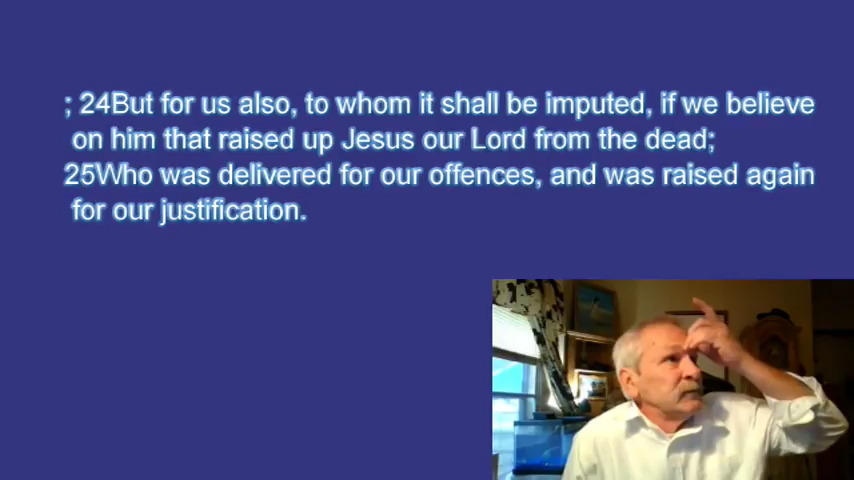 ; 24But for us also, to whom it shall be imputed, if we believe
on him that raised up Jesus our Lord from the dead;
25Who was delivered for our offences, and was raised again
for our justification.